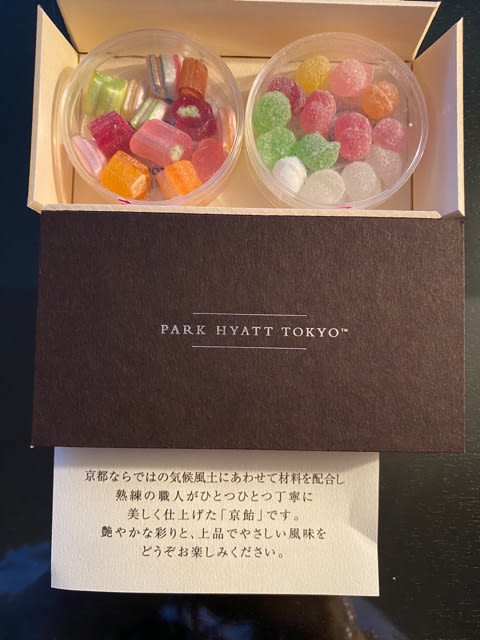 PARK HYATT TOKYO™
京都ならではの気候風土にあわせて材料を配合し
熟練の職人がひとつひとつ丁寧に
美しく仕上げた「京飴」です。
艶やかな彩りと、上品でやさしい風味を
どうぞお楽しみください。